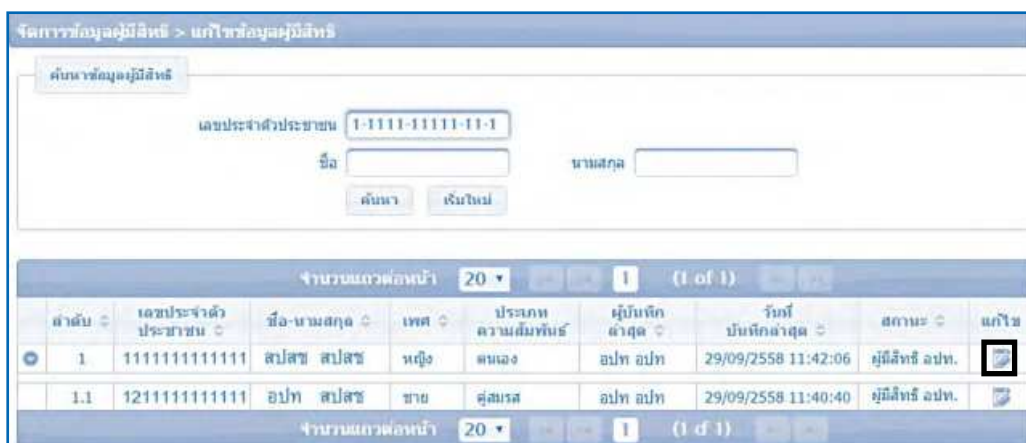 จัดการข้อมูลผู้มีสิทธิ > แก้ไขข้อมูลผู้มีสิทธิ
ค้นหาข้อมูลผู้มีสิทธิ
เลขประจำตัวประชาชน 1-1111-11111-11-1
ชื่อ นามสกุล
ค้นหา เริ่มใหม่
จำนวนแถวต่อหน้า 20 1 (1 of 1)
ลำดับ เลขประจำตัวประชาชน ชื่อ-นามสกุล เพศ ประเภทความสัมพันธ์ ผู้บันทึกล่าสุด วันที่บันทึกล่าสุด สถานะ แก้ไข
1 1111111111111 สปสช สปสช หญิง ตนเอง อปท อปท 29/09/2558 11:42:06 ผู้มีสิทธิ อปท.
1.1 1211111111111 อปท สปสช ชาย คู่สมรส อปท อปท 29/09/2558 11:40:40 ผู้มีสิทธิ อปท.
จำนวนแถวต่อหน้า 20 1 (1 of 1)